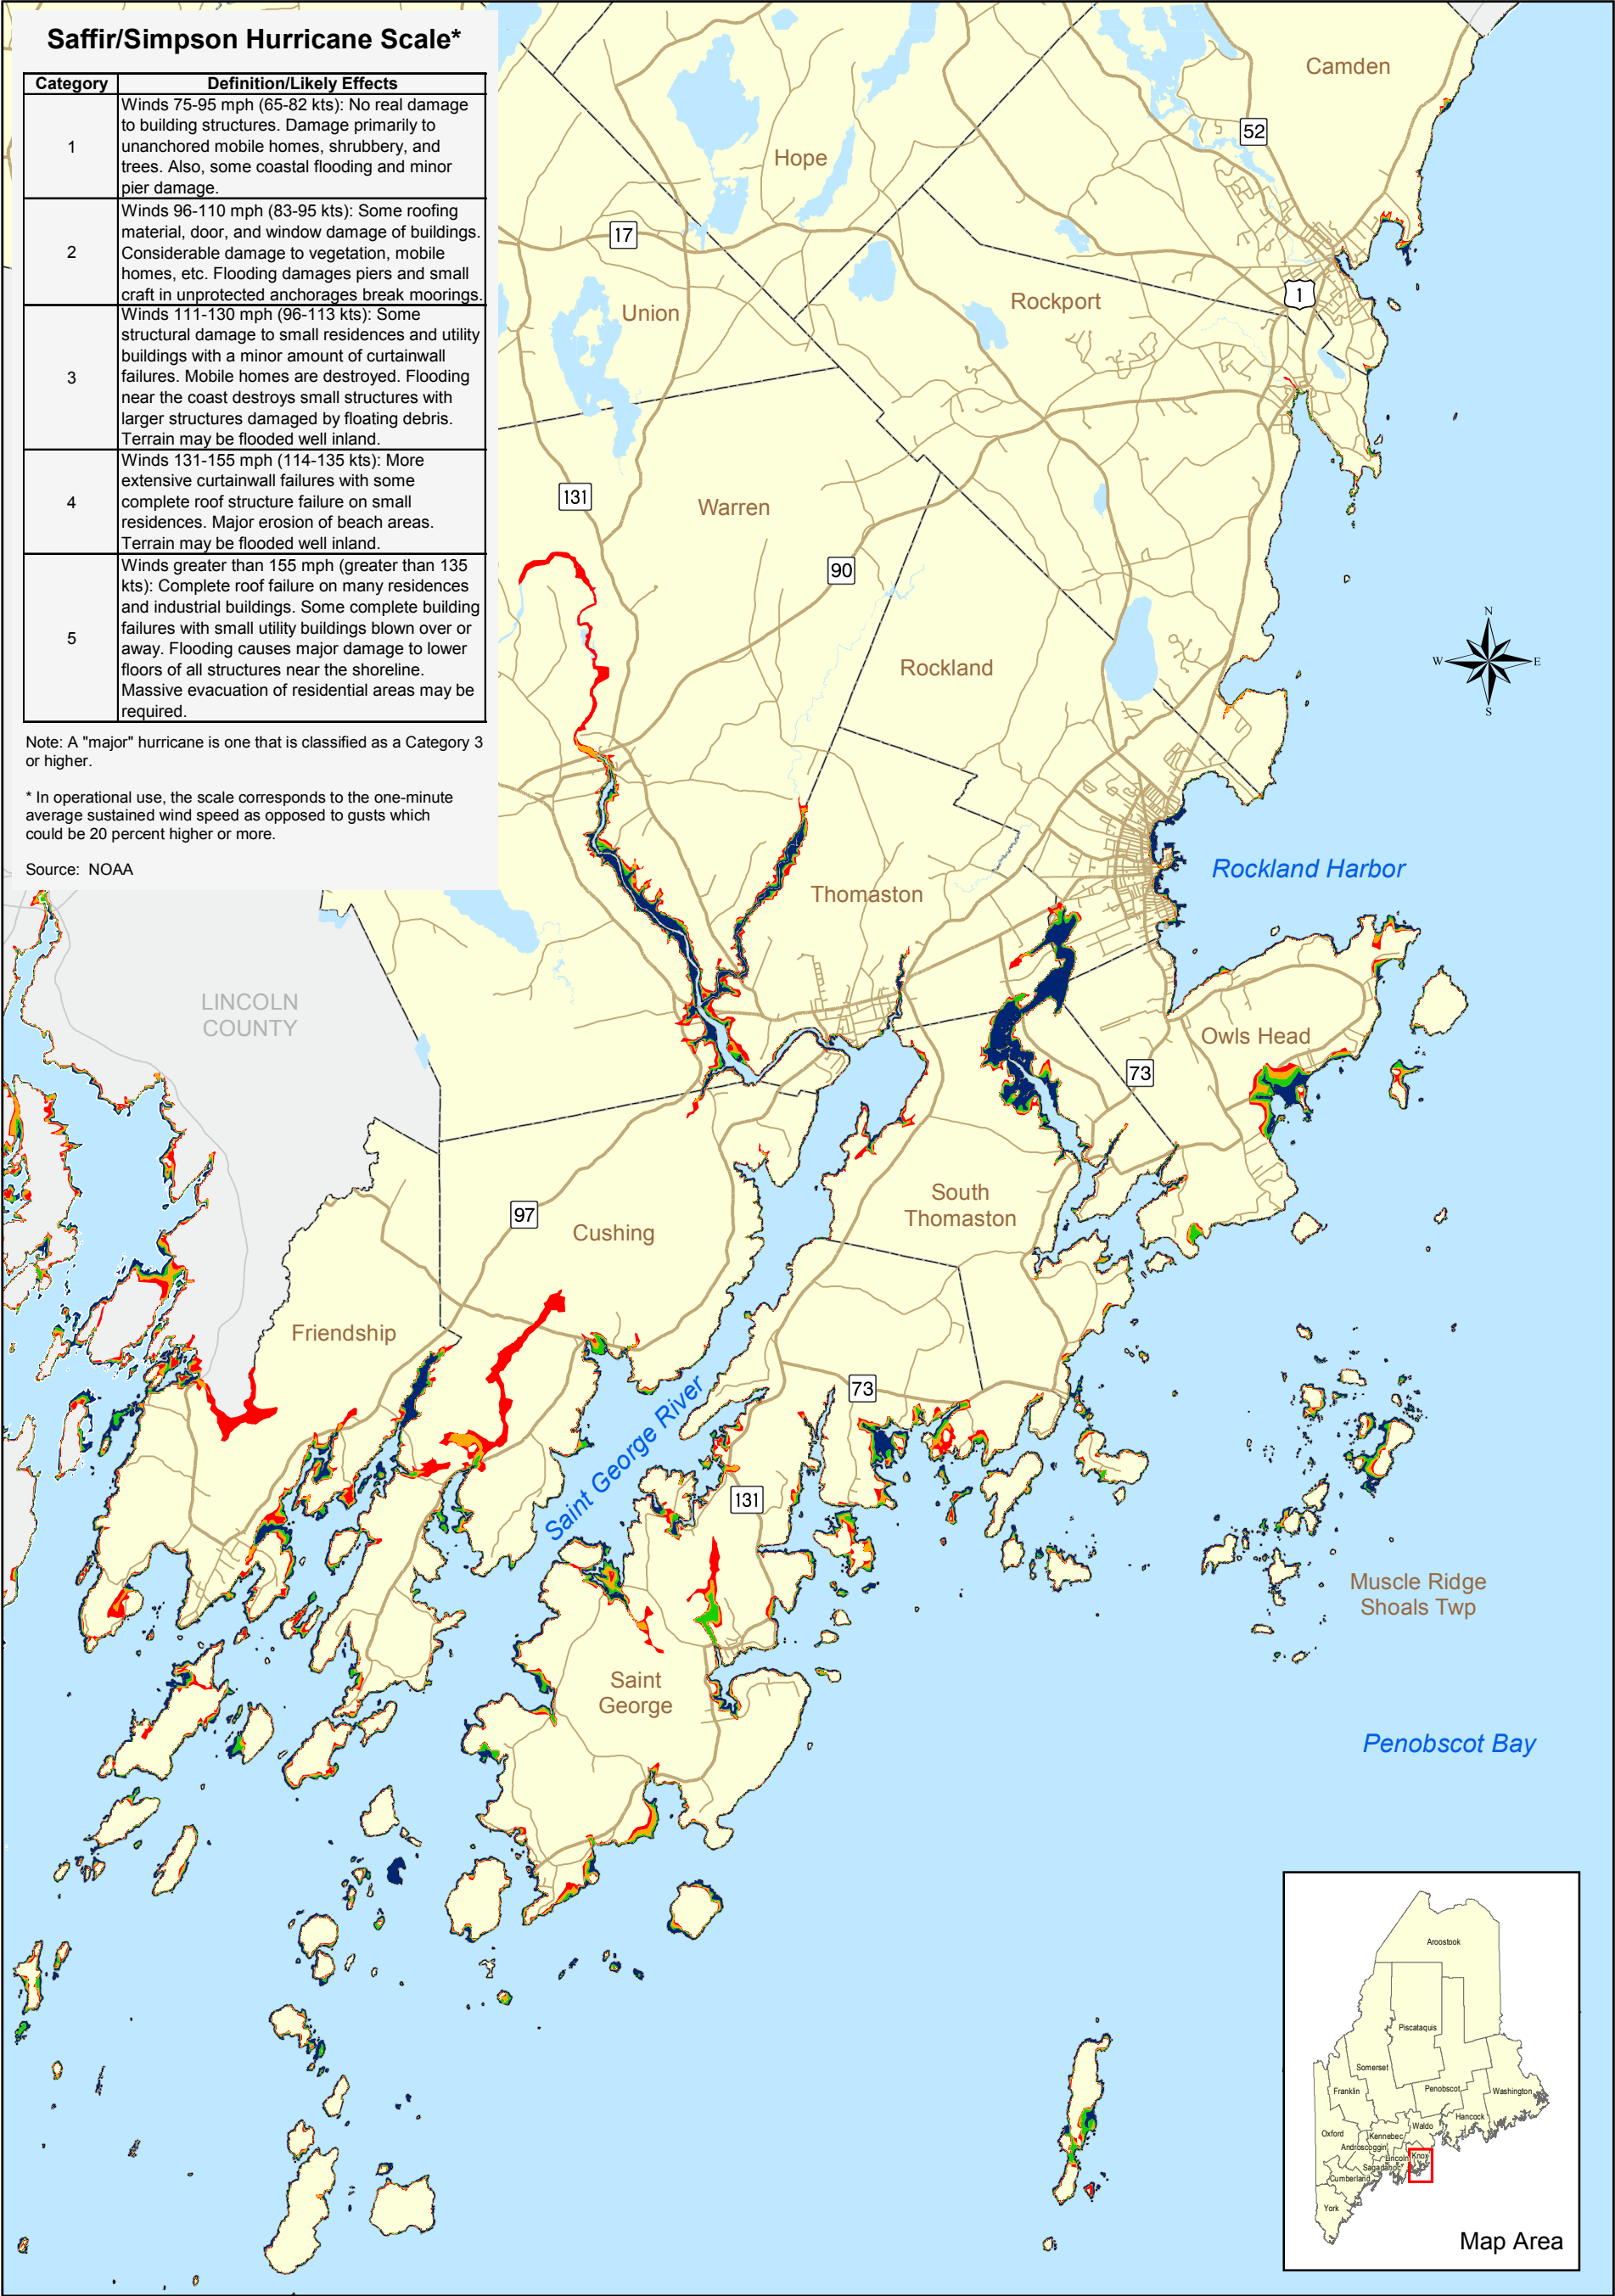 Saffir/Simpson Hurricane Scale*
Category
Definition/Likely Effects
1
Winds 75-95 mph (65-82 kts): No real damage
to building structures. Damage primarily to
unanchored mobile homes, shrubbery, and
trees. Also, some coastal flooding and minor
pier damage.
2
Winds 96-110 mph (83-95 kts): Some roofing
material, door, and window damage of buildings.
Considerable damage to vegetation, mobile
homes, etc. Flooding damages piers and small
craft in unprotected anchorages break moorings.
3
Winds 111-130 mph (96-113 kts): Some
structural damage to small residences and utility
buildings with a minor amount of curtainwall
failures. Mobile homes are destroyed. Flooding
near the coast destroys small structures with
larger structures damaged by floating debris.
Terrain may be flooded well inland.
4
Winds 131-155 mph (114-135 kts): More
extensive curtainwall failures with some
complete roof structure failure on small
residences. Major erosion of beach areas.
Terrain may be flooded well inland.
5
Winds greater than 155 mph (greater than 135
kts): Complete roof failure on many residences
and industrial buildings. Some complete building
failures with small utility buildings blown over or
away. Flooding causes major damage to lower
floors of all structures near the shoreline.
Massive evacuation of residential areas may be
required.
Note: A "major" hurricane is one that is classified as a Category 3
or higher.
* In operational use, the scale corresponds to the one-minute
average sustained wind speed as opposed to gusts which
could be 20 percent higher or more.
Source: NOAA
Camden
52
Hope
17
Union
Rockport
1
131
Warren
90
Rockland
N
W
E
S
Rockland Harbor
Thomaston
LINCOLN
COUNTY
Owls Head
73
97
Cushing
South
Thomaston
Friendship
73
Saint George River
131
Muscle Ridge
Shoals Twp
Saint
George
Penobscot Bay
Aroostook
Piscataquis
Somerset
Franklin
Penobscot
Washington
Hancock
Waldo
Oxford
Kennebec
Androscoggin
Knox
Lincoln
Sagadahoc
Cumberland
York
Map Area